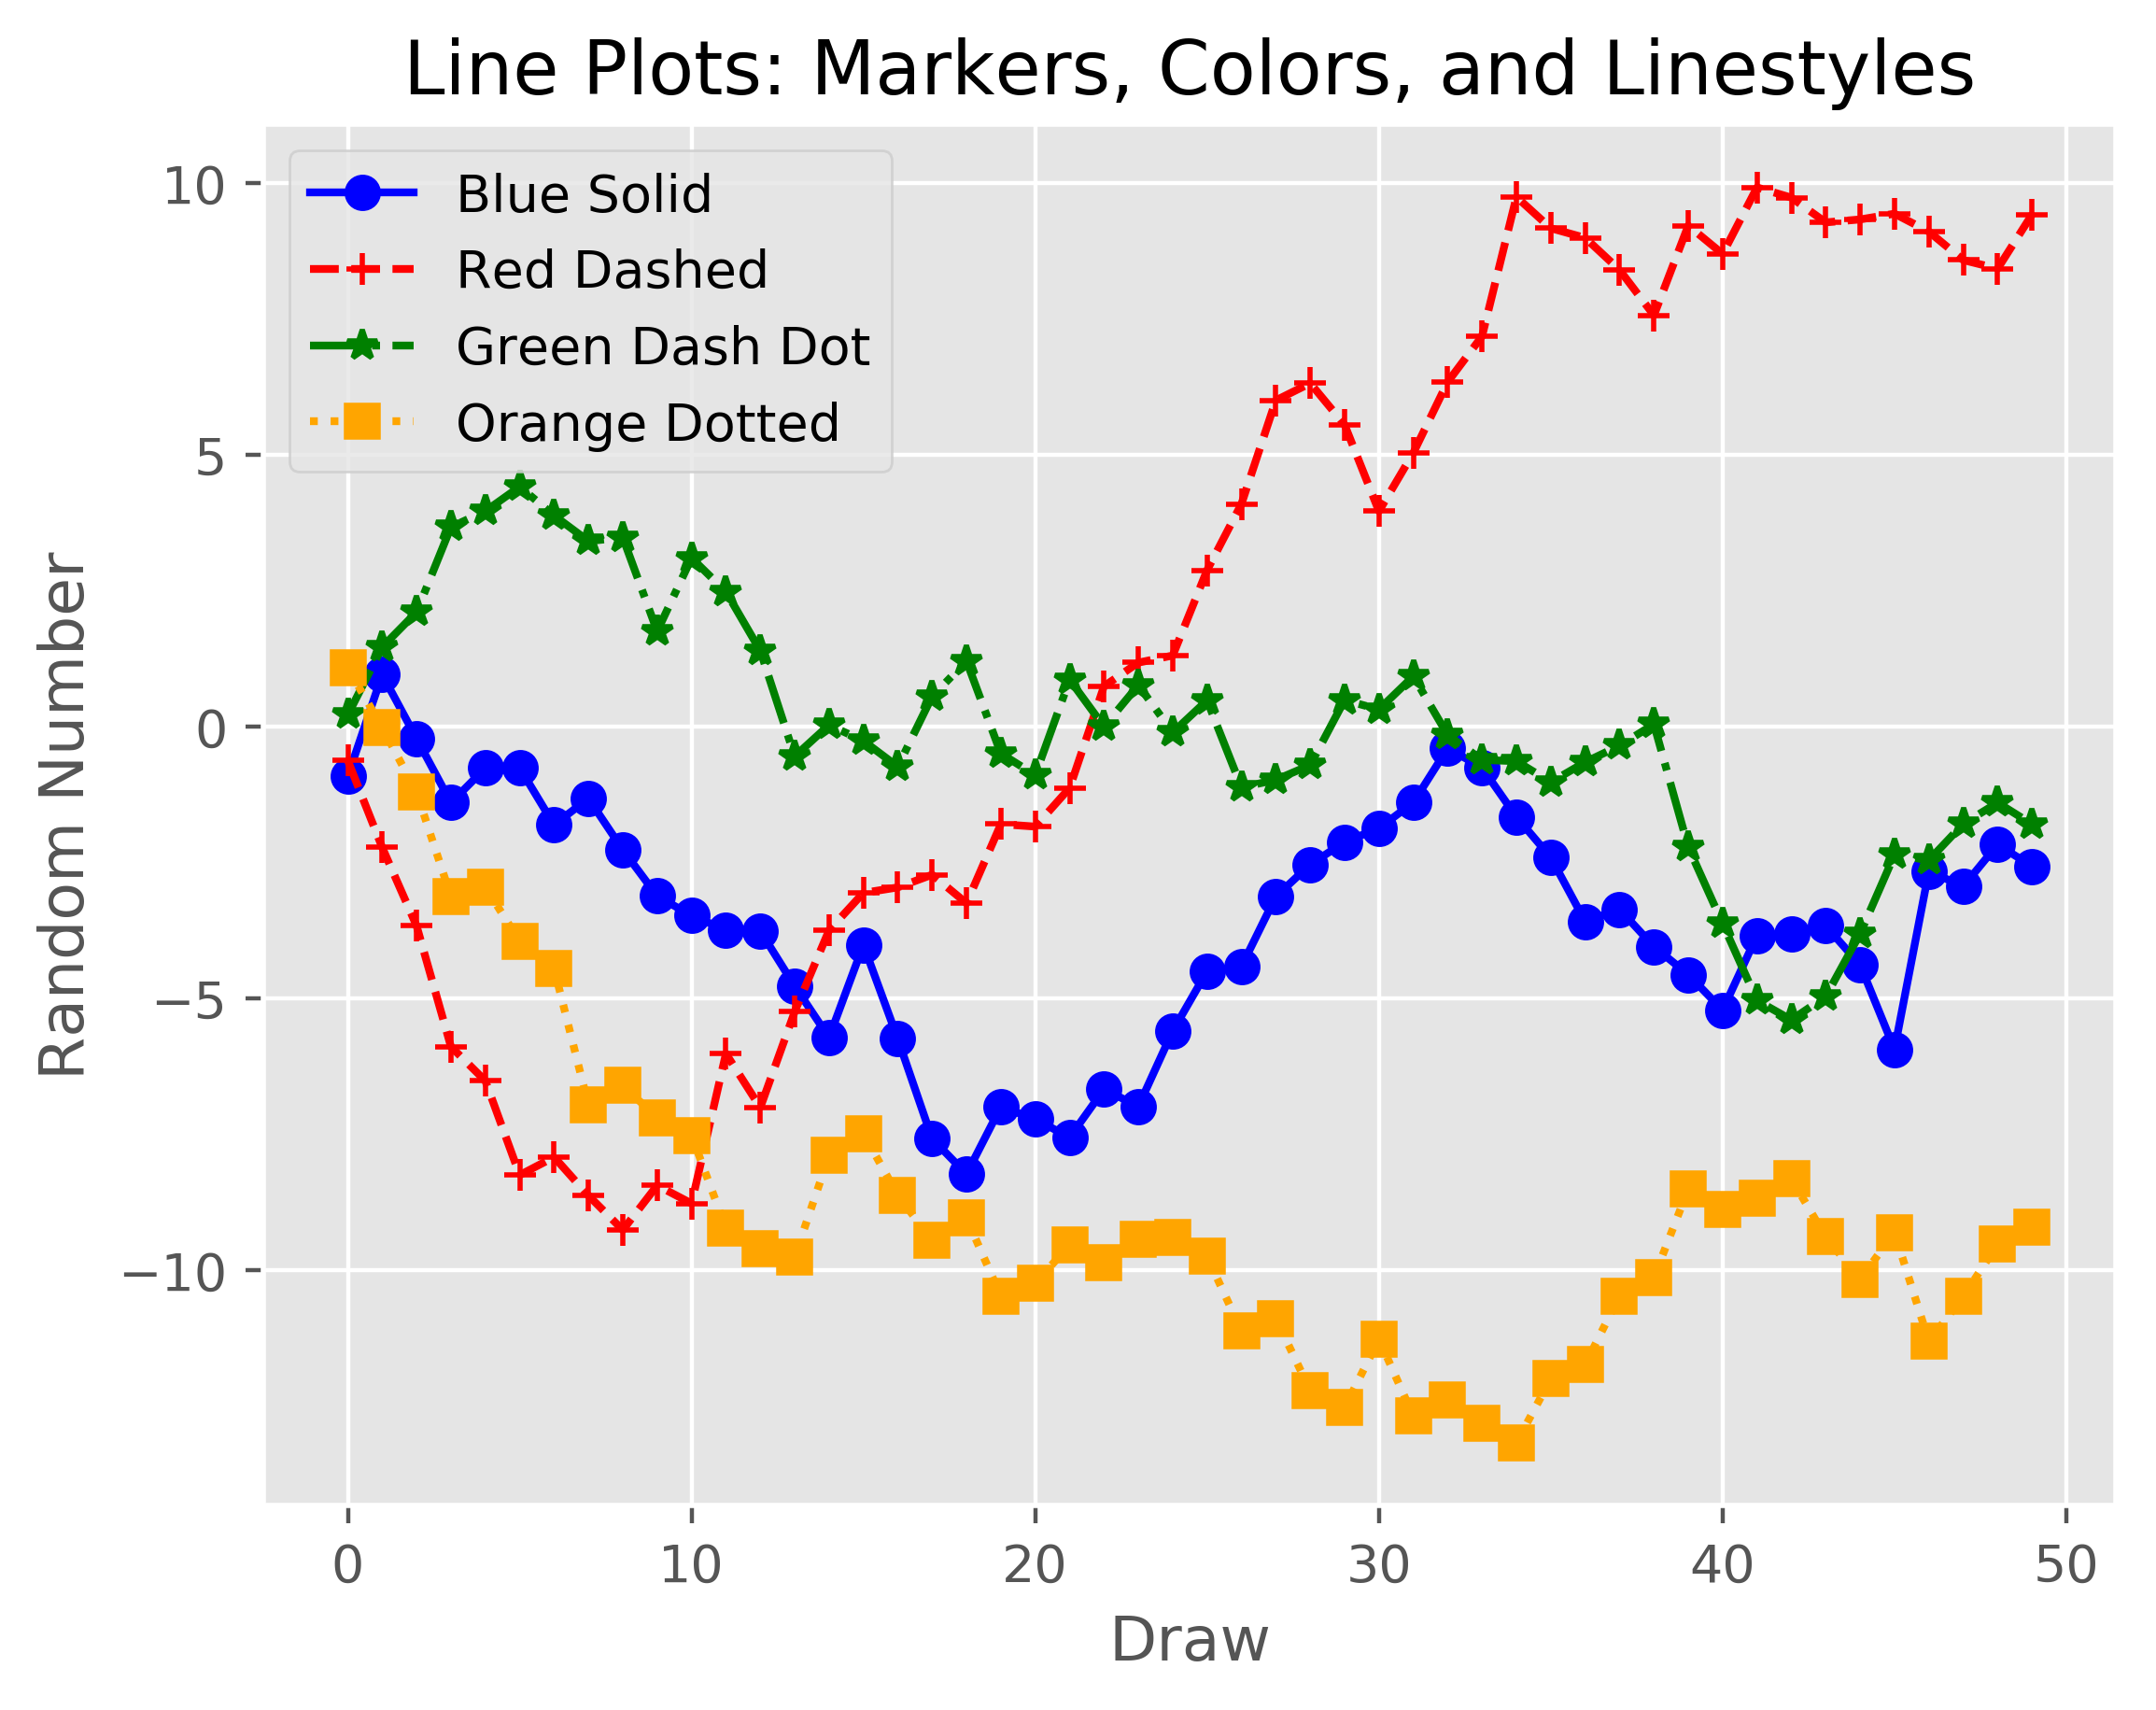 Line Plots: Markers, Colors, and Linestyles
Blue Solid
Red Dashed
Green Dash Dot
Orange Dotted
Random Number
10
5
0
−5
−10
0 10 20 30 40 50
Draw